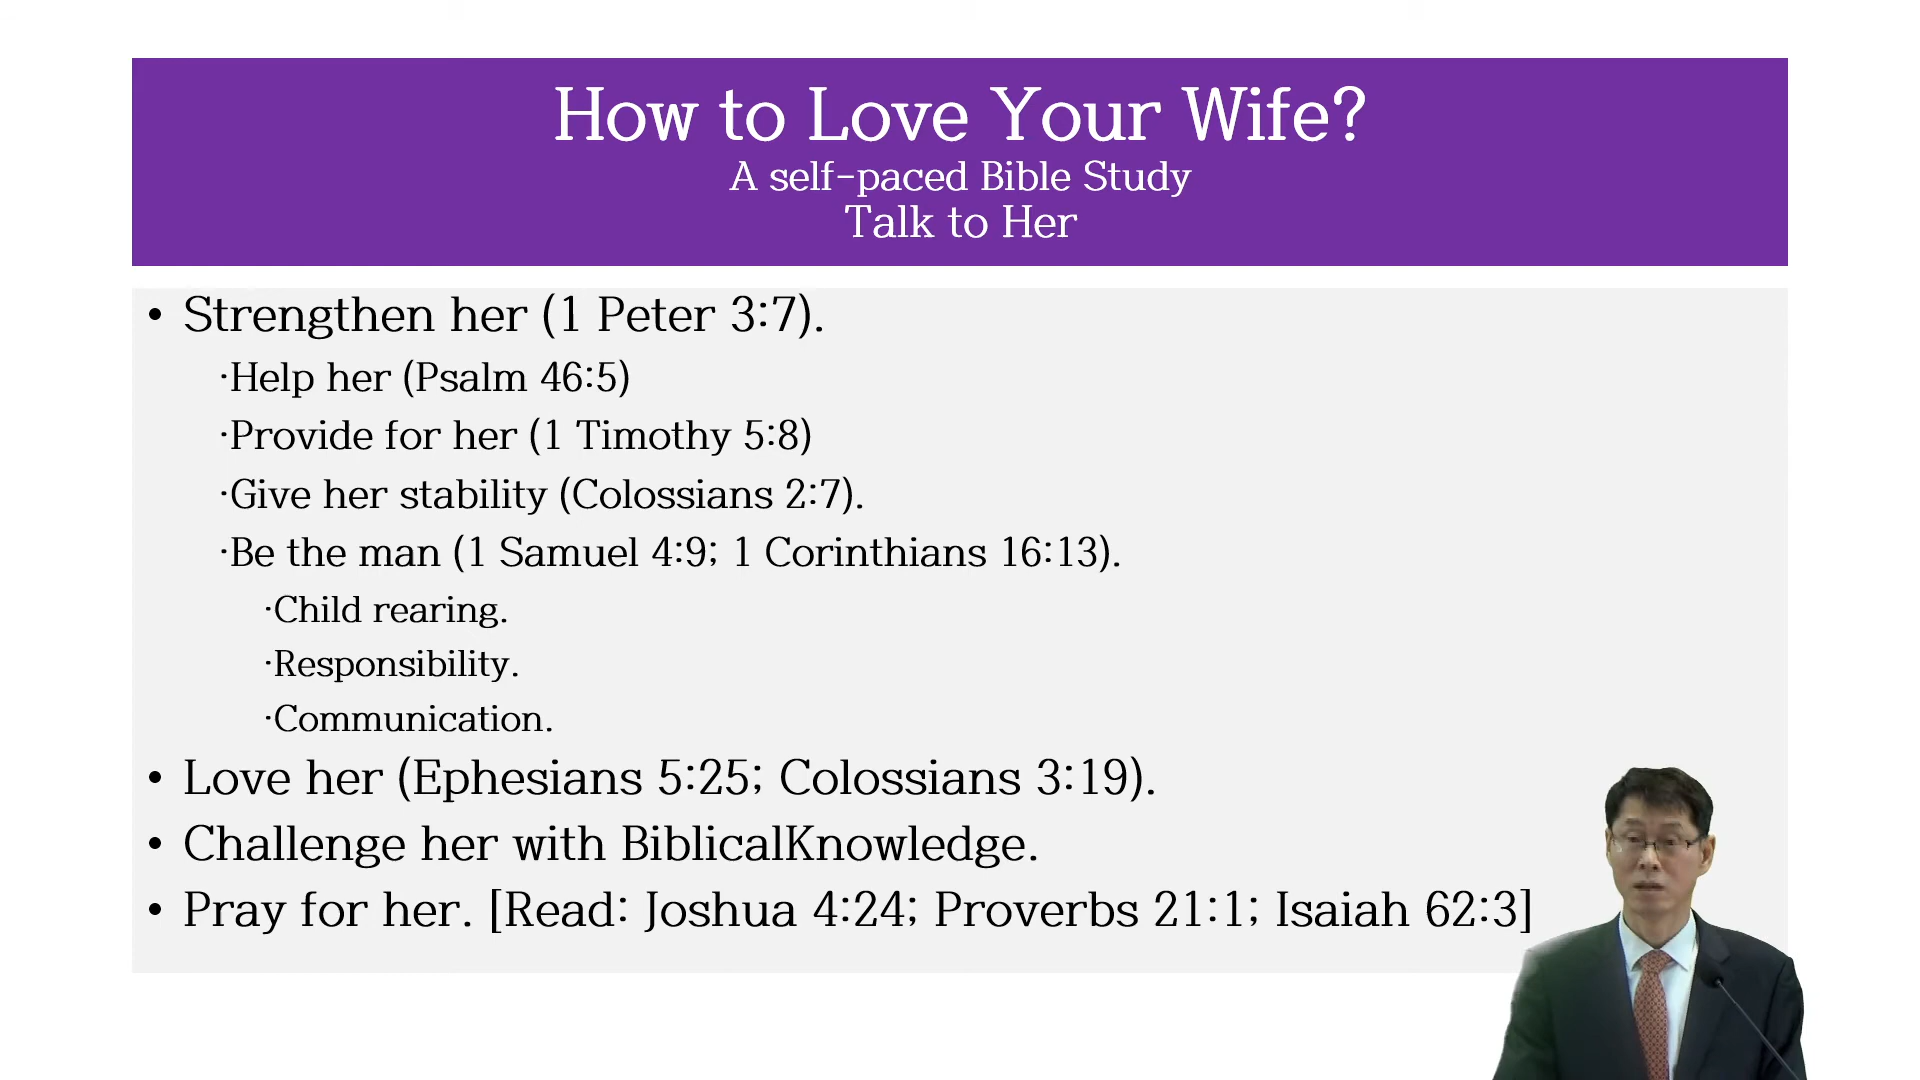 How to Love Your Wife?
A self-paced Bible Study
Talk to Her
• Strengthen her (1 Peter 3:7).
·Help her (Psalm 46:5)
·Provide for her (1 Timothy 5:8)
·Give her stability (Colossians 2:7).
·Be the man (1 Samuel 4:9; 1 Corinthians 16:13).
·Child rearing.
·Responsibility.
·Communication.
• Love her (Ephesians 5:25; Colossians 3:19).
• Challenge her with BiblicalKnowledge.
• Pray for her. [Read: Joshua 4:24; Proverbs 21:1; Isaiah 62:3]